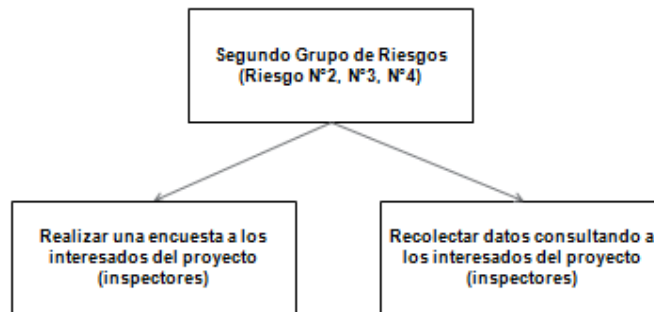 Segundo Grupo de Riesgos
(Riesgo N°2, N°3, N°4)
Realizar una encuesta a los
interesados del proyecto
(inspectores)
Recolectar datos consultando a
los interesados del proyecto
(inspectores)